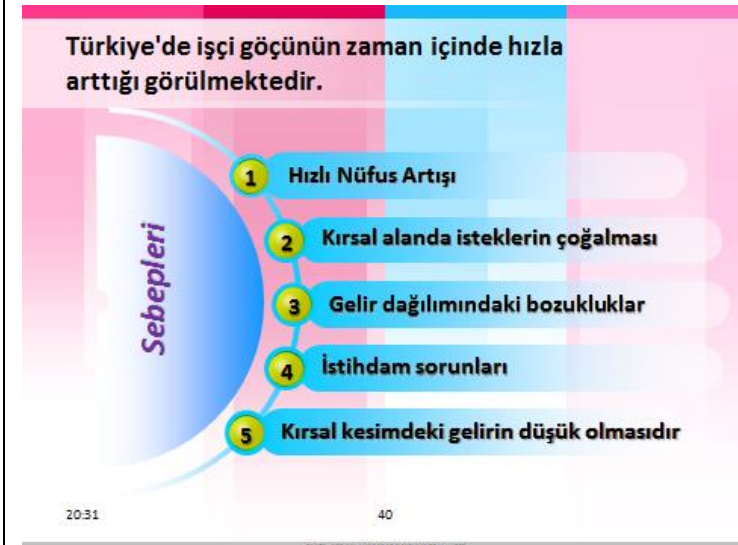 Türkiye'de işçi göçünün zaman içinde hızla
arttığı görülmektedir.
Sebepleri
1 Hızlı Nüfus Artışı
2 Kırsal alanda isteklerin çoğalması
3 Gelir dağılımındaki bozukluklar
4 İstihdam sorunları
5 Kırsal kesimdeki gelirin düşük olmasıdır
20:31 40